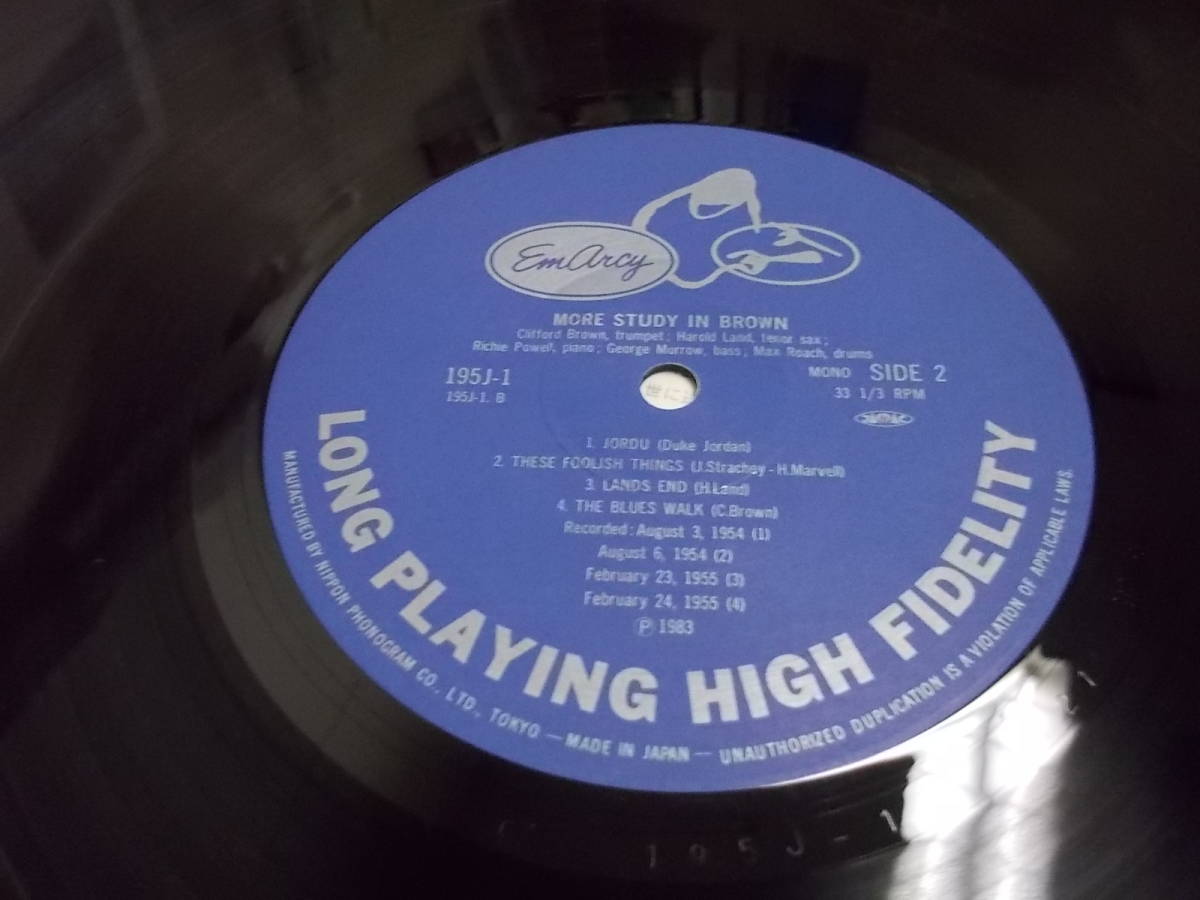 EmArcy
MORE STUDY IN BROWN
Clifford Brown, trumpet; Harold Land, tenor sax;
Richie Powell, piano; George Morrow, bass; Max Roach, drums
195J-1
195J-1. B
MONO SIDE 2
33 1/3 RPM
1. JORDU (Duke Jordan)
2. THESE FOOLISH THINGS (J.Strachey-H.Marvell)
3. LANDS END (H.Land)
4. THE BLUES WALK (C.Brown)
Recorded: August 3, 1954 (1)
August 6, 1954 (2)
February 23, 1955 (3)
February 24, 1955 (4)
Ⓟ 1983
LONG PLAYING HIGH FIDELITY
MANUFACTURED BY NIPPON PHONOGRAM CO., LTD., TOKYO — MADE IN JAPAN — UNAUTHORIZED DUPLICATION IS A VIOLATION OF APPLICABLE LAWS.
195J-1